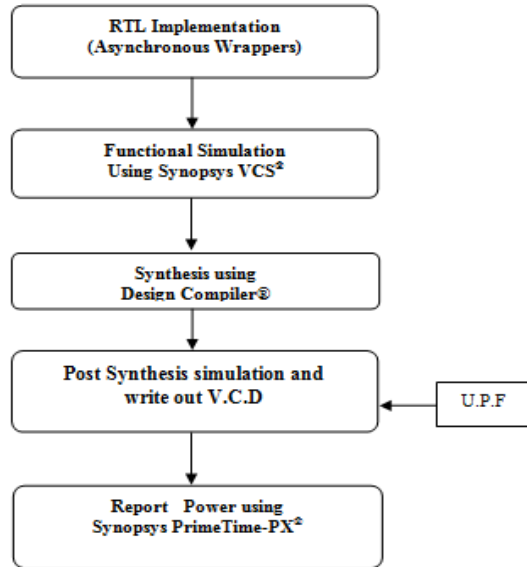 RTL Implementation
(Asynchronous Wrappers)
Functional Simulation
Using Synopsys VCS®
Synthesis using
Design Compiler®
Post Synthesis simulation and
write out V.C.D
U.P.F
Report Power using
Synopsys PrimeTime-PX®